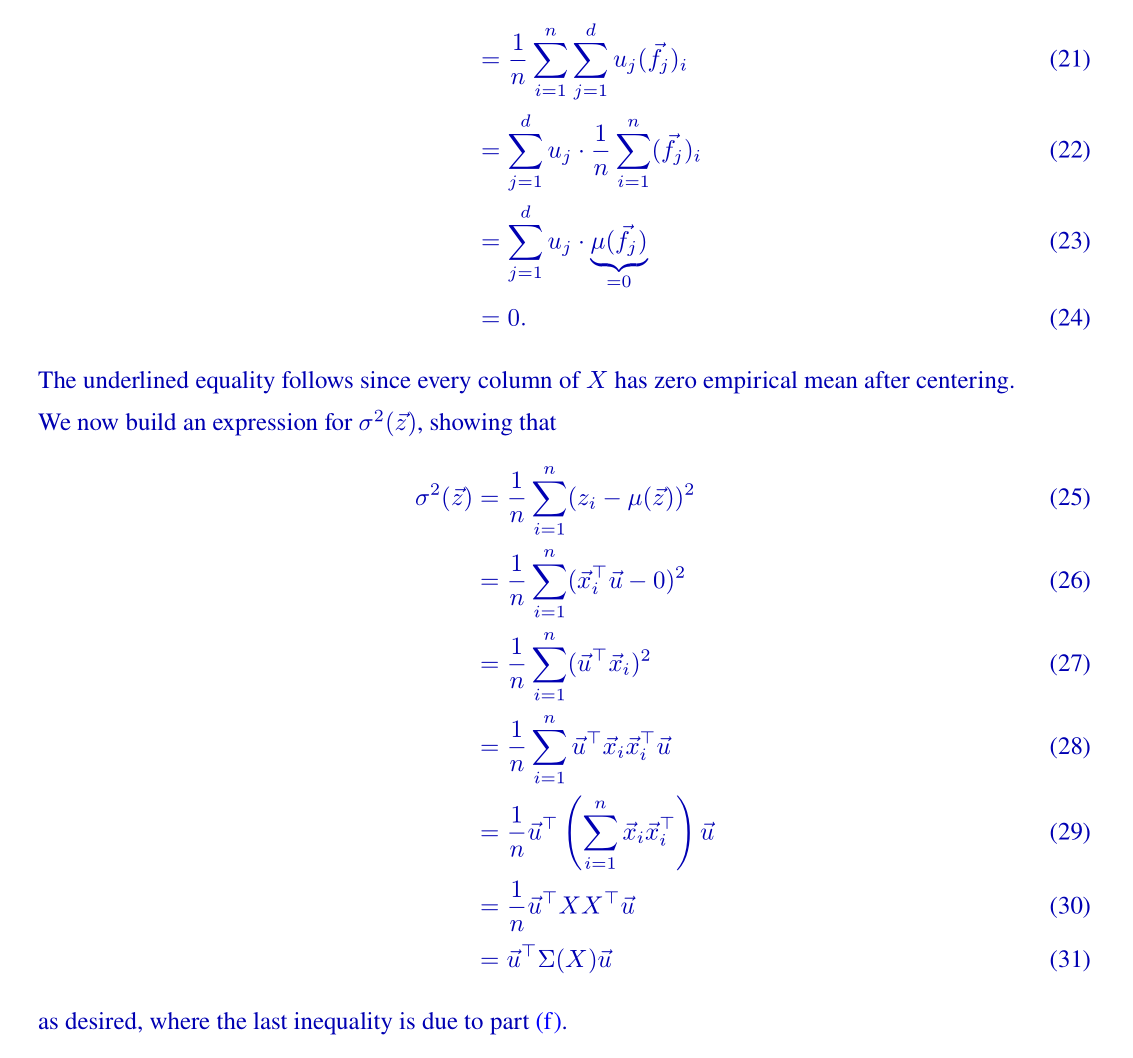 $= \frac{1}{n} \sum_{i=1}^{n} \sum_{j=1}^{d} u_j (\vec{f}_j)_i$ (21)
$= \sum_{j=1}^{d} u_j \cdot \frac{1}{n} \sum_{i=1}^{n} (\vec{f}_j)_i$ (22)
$= \sum_{j=1}^{d} u_j \cdot \underbrace{\mu(\vec{f}_j)}_{=0}$ (23)
$= 0.$ (24)
The underlined equality follows since every column of $X$ has zero empirical mean after centering.
We now build an expression for $\sigma^2(\vec{z})$, showing that
$\sigma^2(\vec{z}) = \frac{1}{n} \sum_{i=1}^{n} (z_i - \mu(\vec{z}))^2$ (25)
$= \frac{1}{n} \sum_{i=1}^{n} (\vec{x}_i^\top \vec{u} - 0)^2$ (26)
$= \frac{1}{n} \sum_{i=1}^{n} (\vec{u}^\top \vec{x}_i)^2$ (27)
$= \frac{1}{n} \sum_{i=1}^{n} \vec{u}^\top \vec{x}_i \vec{x}_i^\top \vec{u}$ (28)
$= \frac{1}{n} \vec{u}^\top \left( \sum_{i=1}^{n} \vec{x}_i \vec{x}_i^\top \right) \vec{u}$ (29)
$= \frac{1}{n} \vec{u}^\top X X^\top \vec{u}$ (30)
$= \vec{u}^\top \Sigma(X) \vec{u}$ (31)
as desired, where the last inequality is due to part (f).